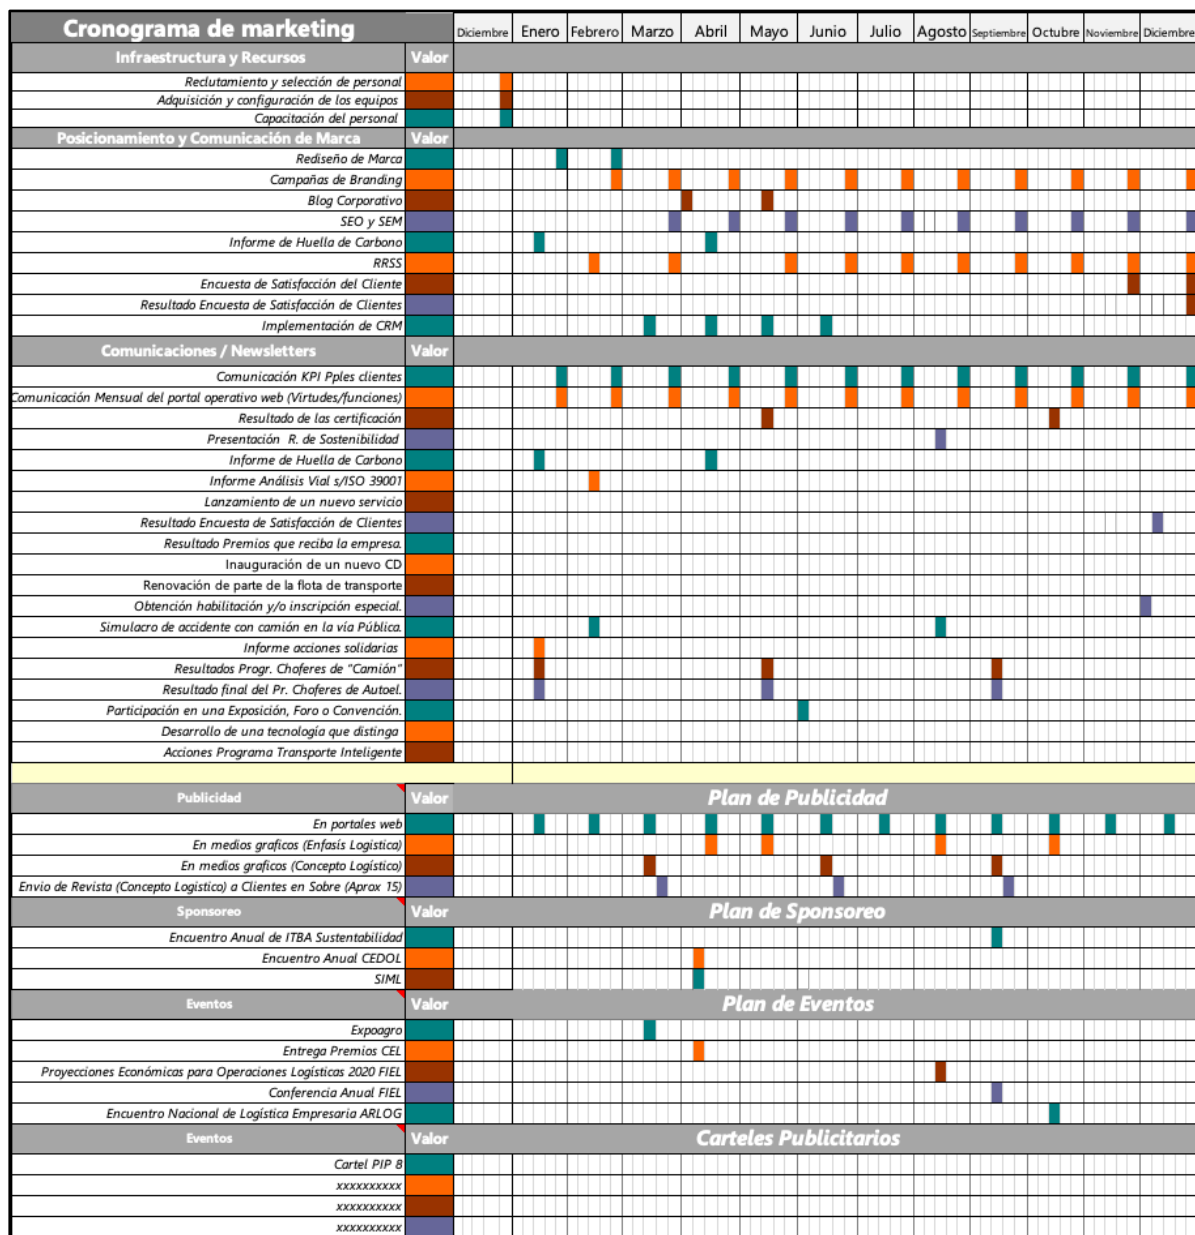 Cronograma de marketing Diciembre Enero Febrero Marzo Abril Mayo Junio Julio Agosto Septiembre Octubre Noviembre Diciembre
Infraestructura y Recursos Valor
Reclutamiento y selección de personal
Adquisición y configuración de los equipos
Capacitación del personal
Posicionamiento y Comunicación de Marca Valor
Rediseño de Marca
Campañas de Branding
Blog Corporativo
SEO y SEM
Informe de Huella de Carbono
RRSS
Encuesta de Satisfacción del Cliente
Resultado Encuesta de Satisfacción de Clientes
Implementación de CRM
Comunicaciones / Newsletters Valor
Comunicación KPI Pples clientes
Comunicación Mensual del portal operativo web (Virtudes/funciones)
Resultado de las certificación
Presentación R. de Sostenibilidad
Informe de Huella de Carbono
Informe Análisis Vial s/ISO 39001
Lanzamiento de un nuevo servicio
Resultado Encuesta de Satisfacción de Clientes
Resultado Premios que reciba la empresa.
Inauguración de un nuevo CD
Renovación de parte de la flota de transporte
Obtención habilitación y/o inscripción especial.
Simulacro de accidente con camión en la vía Pública.
Informe acciones solidarias
Resultados Progr. Choferes de "Camión"
Resultado final del Pr. Choferes de Autoel.
Participación en una Exposición, Foro o Convención.
Desarrollo de una tecnología que distinga
Acciones Programa Transporte Inteligente
Publicidad Valor Plan de Publicidad
En portales web
En medios graficos (Enfasís Logistica)
En medios graficos (Concepto Logístico)
Envio de Revista (Concepto Logistico) a Clientes en Sobre (Aprox 15)
Sponsoreo Valor Plan de Sponsoreo
Encuentro Anual de ITBA Sustentabilidad
Encuentro Anual CEDOL
SIML
Eventos Valor Plan de Eventos
Expoagro
Entrega Premios CEL
Proyecciones Económicas para Operaciones Logísticas 2020 FIEL
Conferencia Anual FIEL
Encuentro Nacional de Logística Empresaria ARLOG
Eventos Valor Carteles Publicitarios
Cartel PIP 8
xxxxxxxxxx
xxxxxxxxxx
xxxxxxxxxx